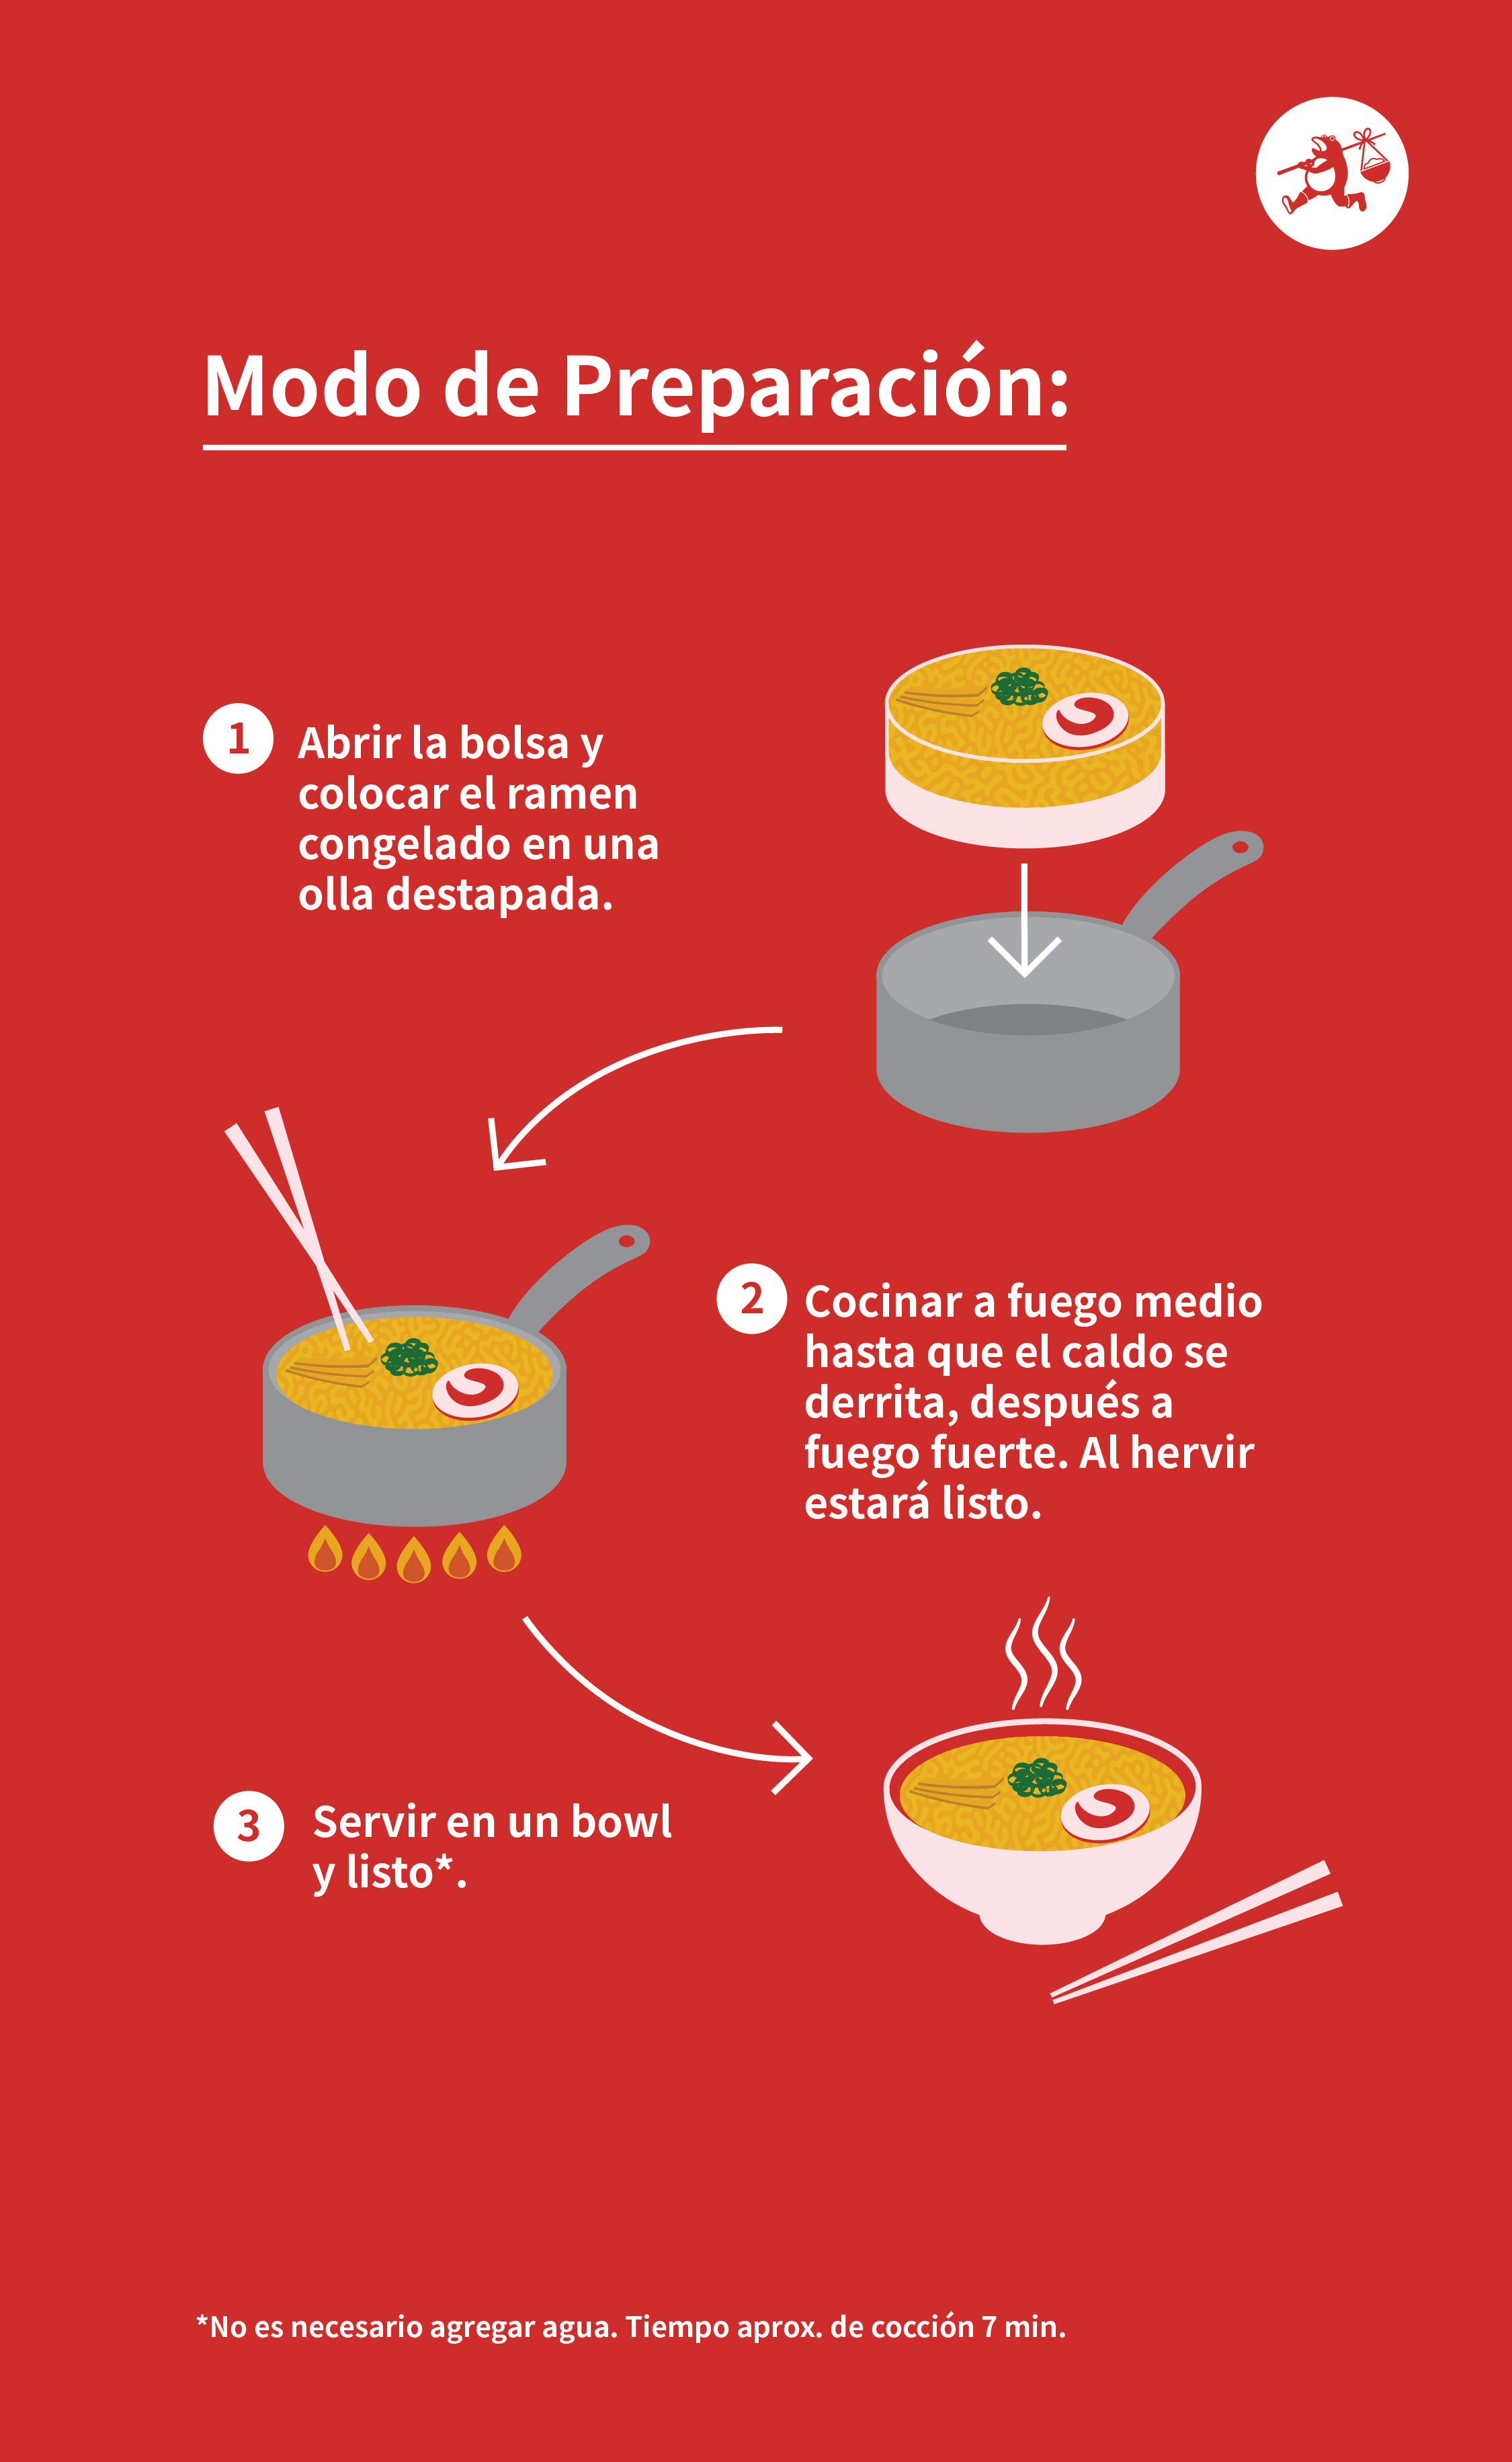 Modo de Preparación:
1
Abrir la bolsa y
colocar el ramen
congelado en una
olla destapada.
2
Cocinar a fuego medio
hasta que el caldo se
derrita, después a
fuego fuerte. Al hervir
estará listo.
3
Servir en un bowl
y listo*.
*No es necesario agregar agua. Tiempo aprox. de cocción 7 min.